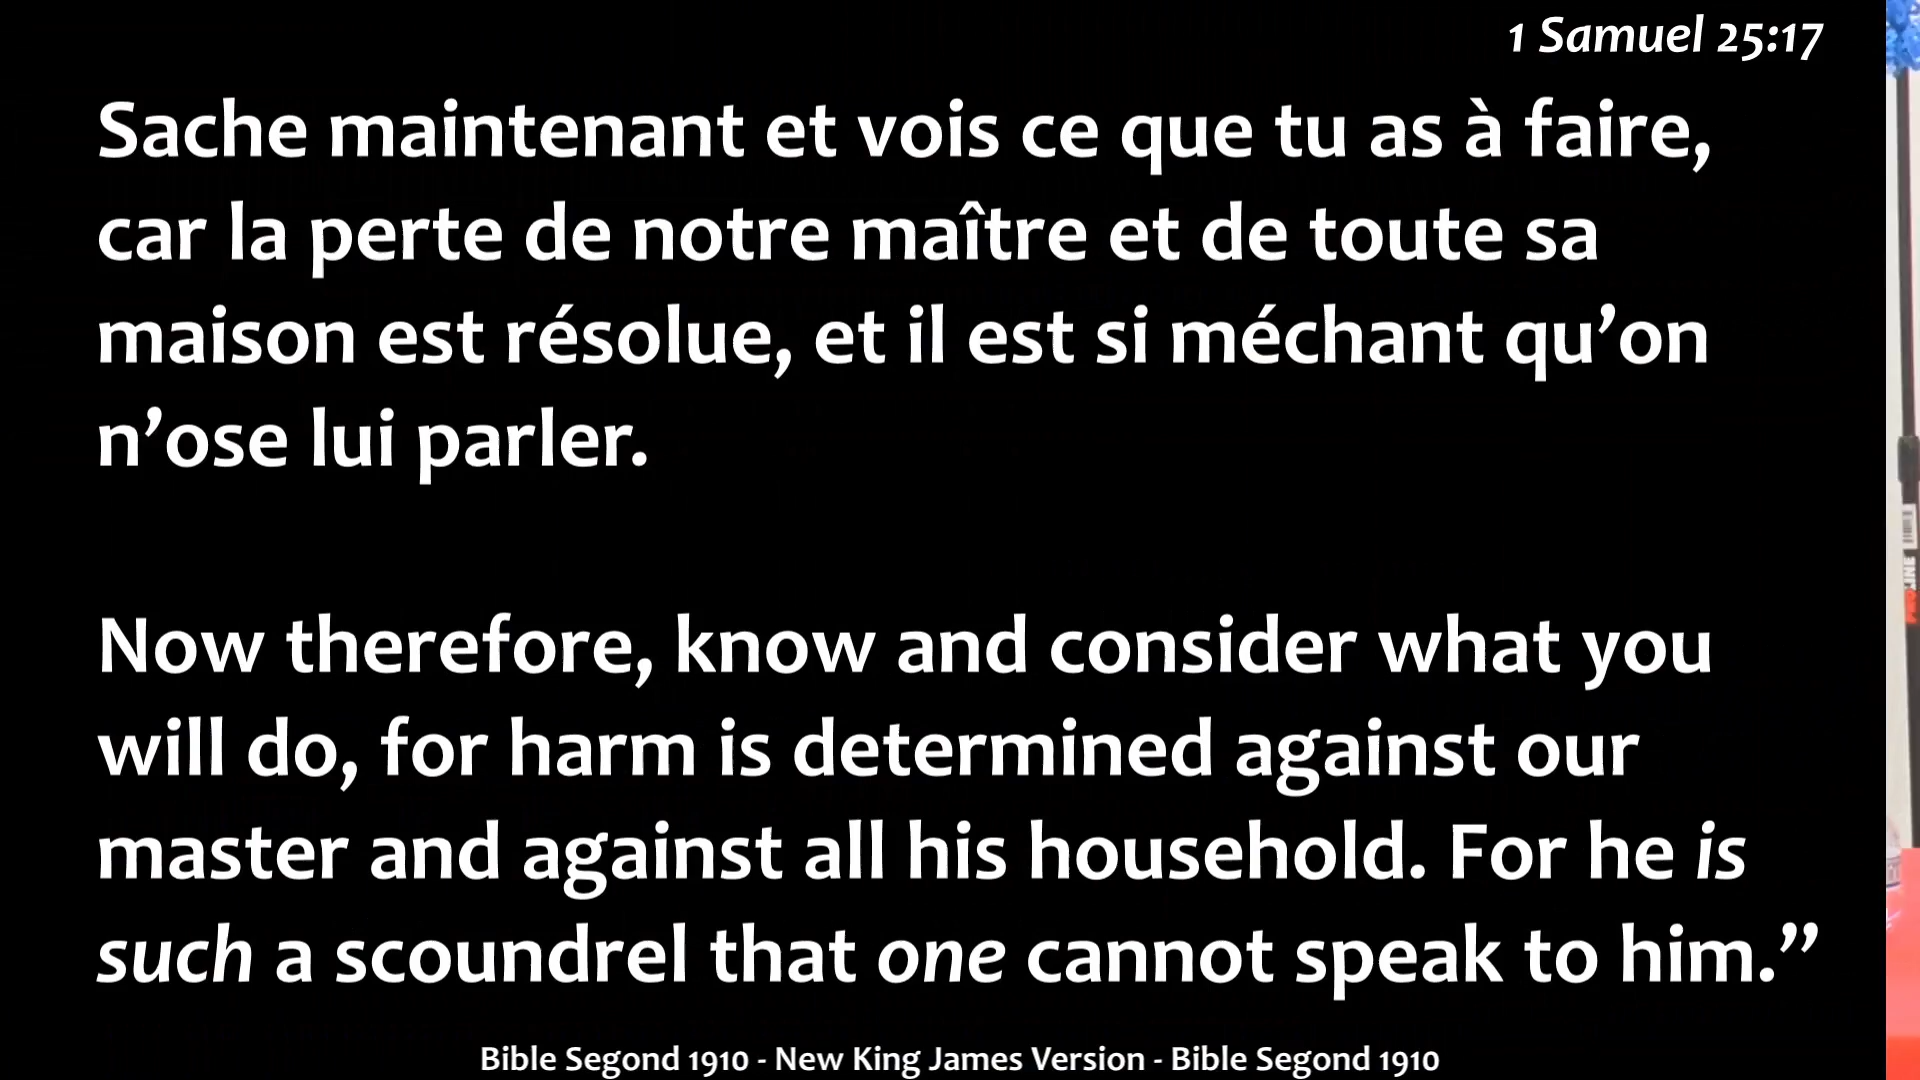 1 Samuel 25:17
Sache maintenant et vois ce que tu as à faire,
car la perte de notre maître et de toute sa
maison est résolue, et il est si méchant qu’on
n’ose lui parler.
Now therefore, know and consider what you
will do, for harm is determined against our
master and against all his household. For he is
such a scoundrel that one cannot speak to him.”
Bible Segond 1910 - New King James Version - Bible Segond 1910
PROLINE